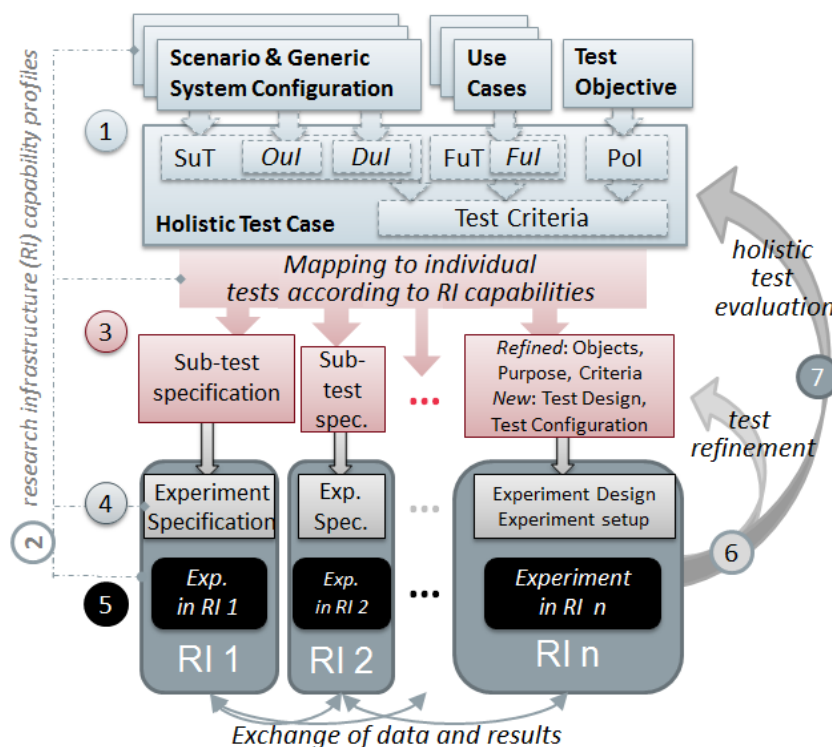 Scenario & Generic
System Configuration
Use
Cases
Test
Objective
1
SuT
OuI
DuI
FuT
FuI
PoI
Test Criteria
Holistic Test Case
2
research infrastructure (RI) capability profiles
Mapping to individual
tests according to RI capabilities
holistic
test
evaluation
3
Sub-test
specification
Sub-
test
spec.
...
Refined: Objects,
Purpose, Criteria
New: Test Design,
Test Configuration
7
test
refinement
4
Experiment
Specification
Exp.
Spec.
...
Experiment Design
Experiment setup
6
5
Exp.
in RI 1
Exp.
in RI 2
...
Experiment
in RI n
RI 1
RI 2
RI n
Exchange of data and results